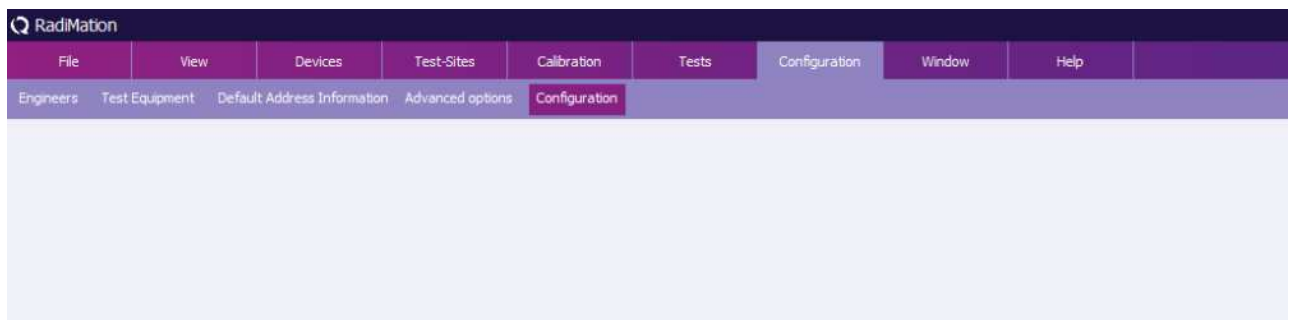 RadiMation
File View Devices Test-Sites Calibration Tests Configuration Window Help
Engineers Test Equipment Default Address Information Advanced options Configuration